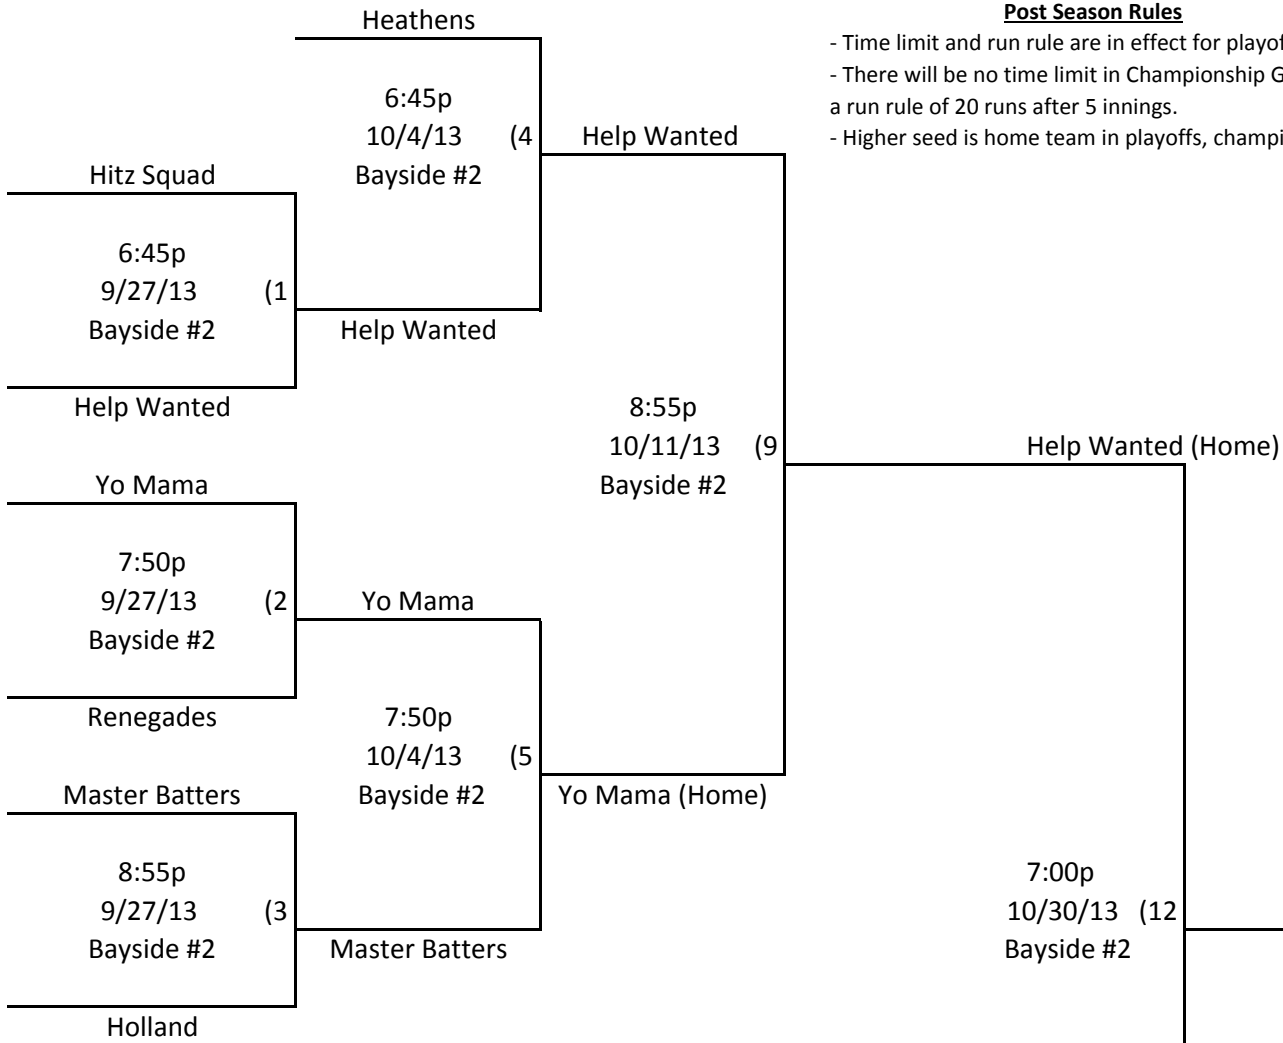 Heathens
Post Season Rules
- Time limit and run rule are in effect for playof
- There will be no time limit in Championship G
a run rule of 20 runs after 5 innings.
- Higher seed is home team in playoffs, champi
6:45p
10/4/13 (4
Bayside #2
Help Wanted
Hitz Squad
6:45p
9/27/13 (1
Bayside #2
Help Wanted
Help Wanted
8:55p
10/11/13 (9
Bayside #2
Help Wanted (Home)
Yo Mama
7:50p
9/27/13 (2
Bayside #2
Yo Mama
Renegades
7:50p
10/4/13 (5
Bayside #2
Yo Mama (Home)
Master Batters
8:55p
9/27/13 (3
Bayside #2
Master Batters
7:00p
10/30/13 (12
Bayside #2
Holland